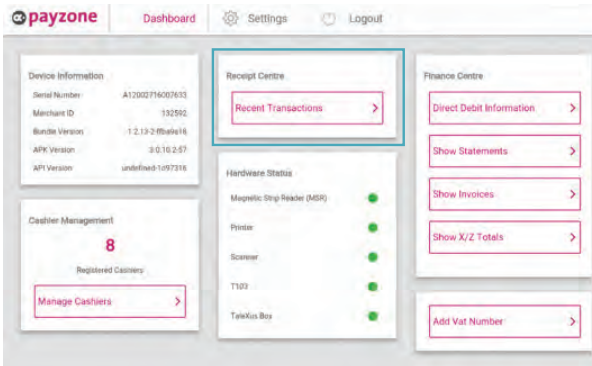 payzone Dashboard Settings Logout
Device Information
Serial Number A12002716007633
Merchant ID 132592
Bundle Version 1.2.13-2-ffba9e16
APK Version 3.0.10.2-57
API Version undefined-1d97316
Cashier Management
8
Registered Cashiers
Manage Cashiers
Receipt Centre
Recent Transactions
Hardware Status
Magnetic Strip Reader (MSR)
Printer
Scanner
T103
TaleXus Box
Finance Centre
Direct Debit Information
Show Statements
Show Invoices
Show X/Z Totals
Add Vat Number